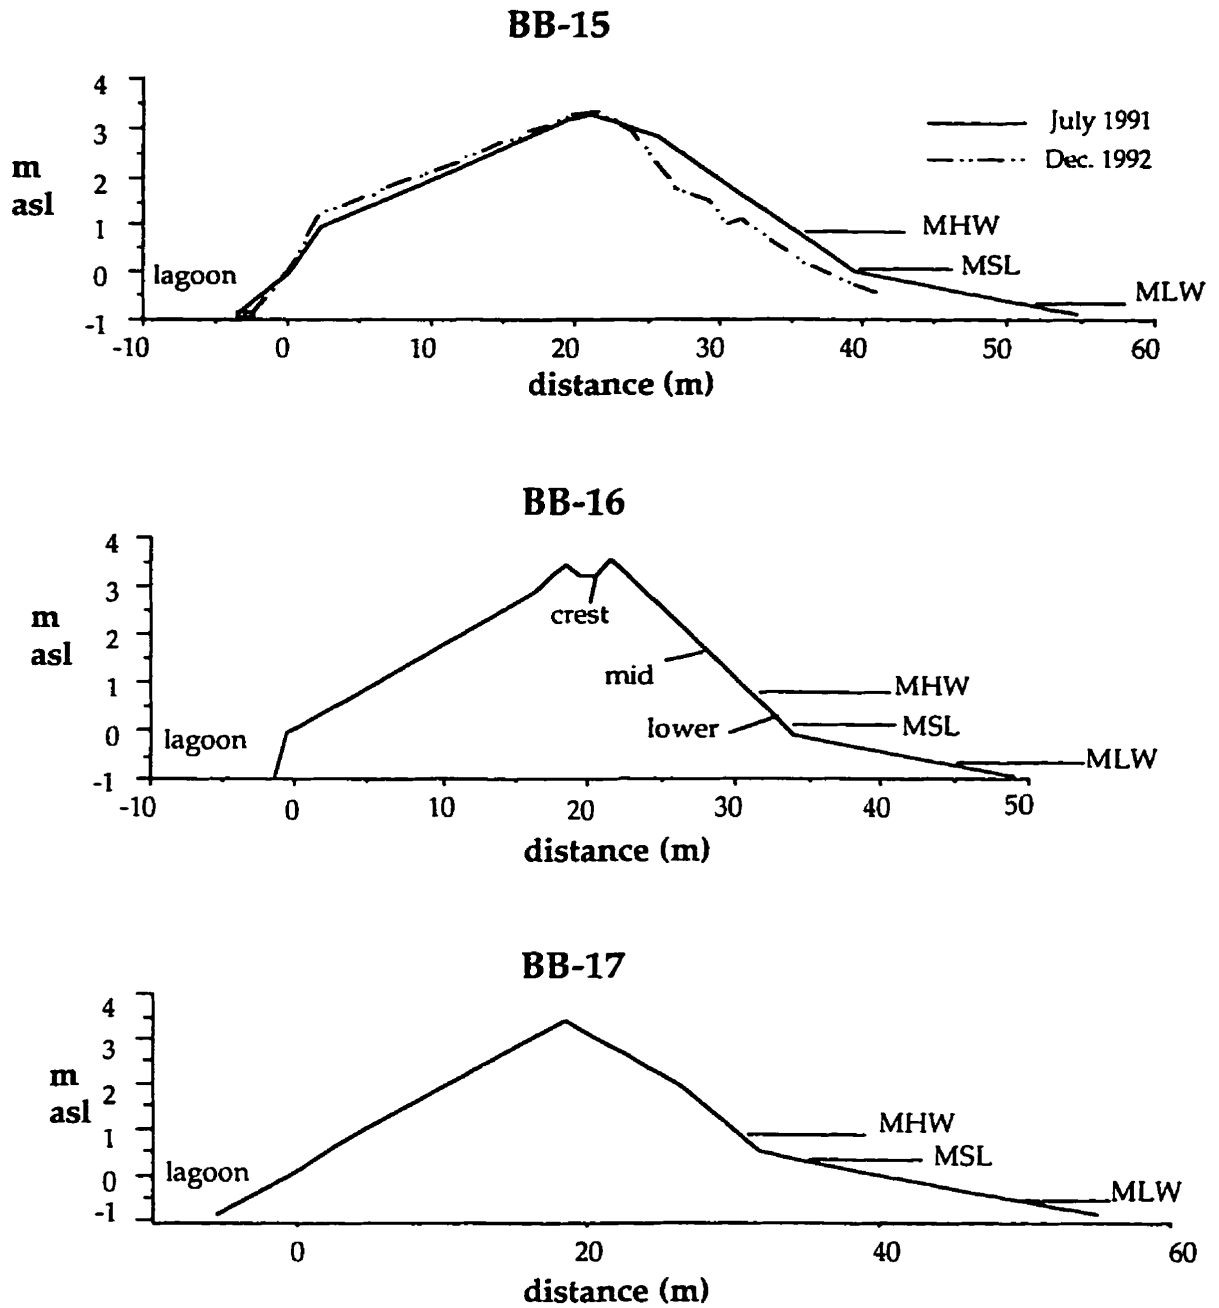 BB-15
4
3
2
1
0
-1
m
asl
July 1991
Dec. 1992
MHW
MSL
MLW
lagoon
-10 0 10 20 30 40 50 60
distance (m)
BB-16
4
3
2
1
0
-1
m
asl
crest
mid
lower
MHW
MSL
MLW
lagoon
-10 0 10 20 30 40 50
distance (m)
BB-17
4
3
2
1
0
-1
m
asl
MHW
MSL
MLW
lagoon
0 20 40 60
distance (m)